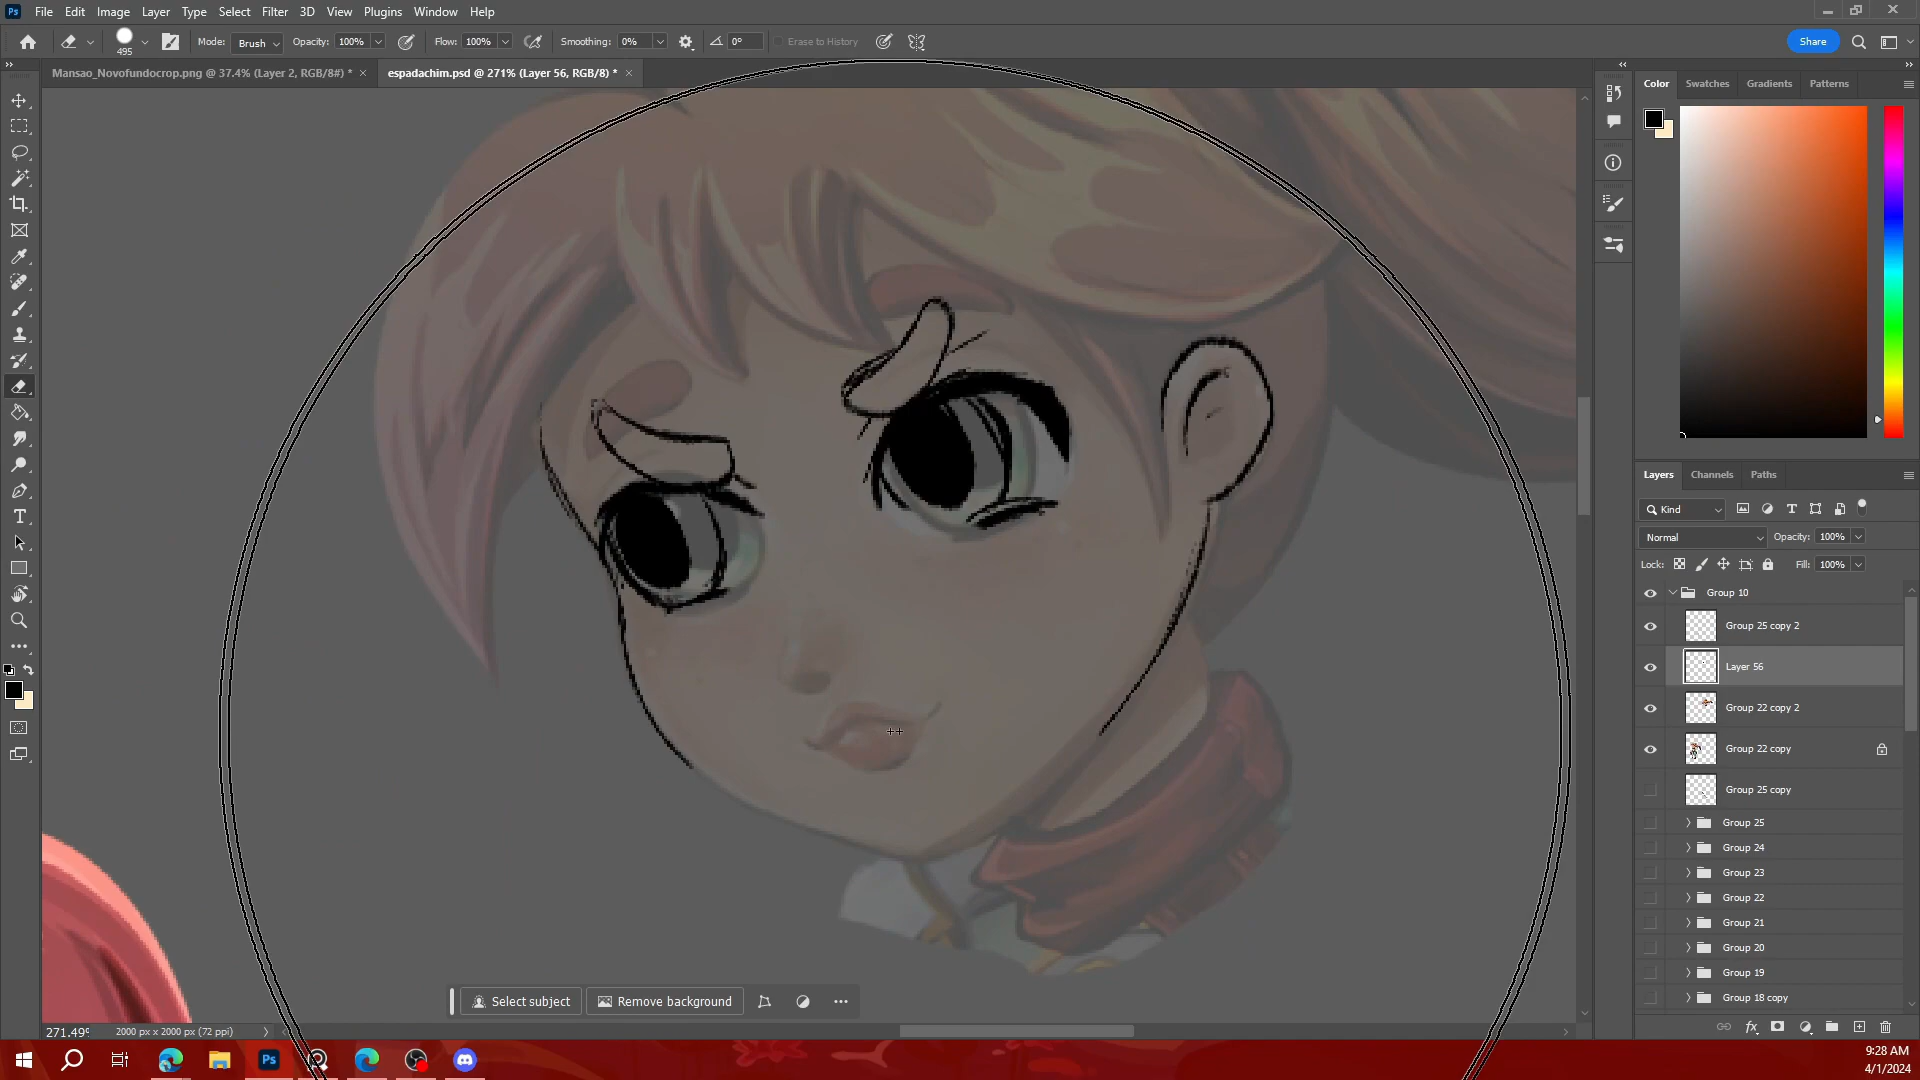 Ps File Edit Image Layer Type Select Filter 3D View Plugins Window Help
495 Mode: Brush Opacity: 100% Flow: 100% Smoothing: 0% 0° Erase to History Share
Mansao_Novofundocrop.png @ 37.4% (Layer 2, RGB/8#) * × espadachim.psd @ 271% (Layer 56, RGB/8) * ×
Color Swatches Gradients Patterns
Layers Channels Paths
Kind
Normal Opacity: 100%
Lock: Fill: 100%
Group 10
Group 25 copy 2
Layer 56
Group 22 copy 2
Group 22 copy
Group 25 copy
Group 25
Group 24
Group 23
Group 22
Group 21
Group 20
Group 19
Group 18 copy
Select subject Remove background
271.49% 2000 px x 2000 px (72 ppi)
Ps
9:28 AM
4/1/2024